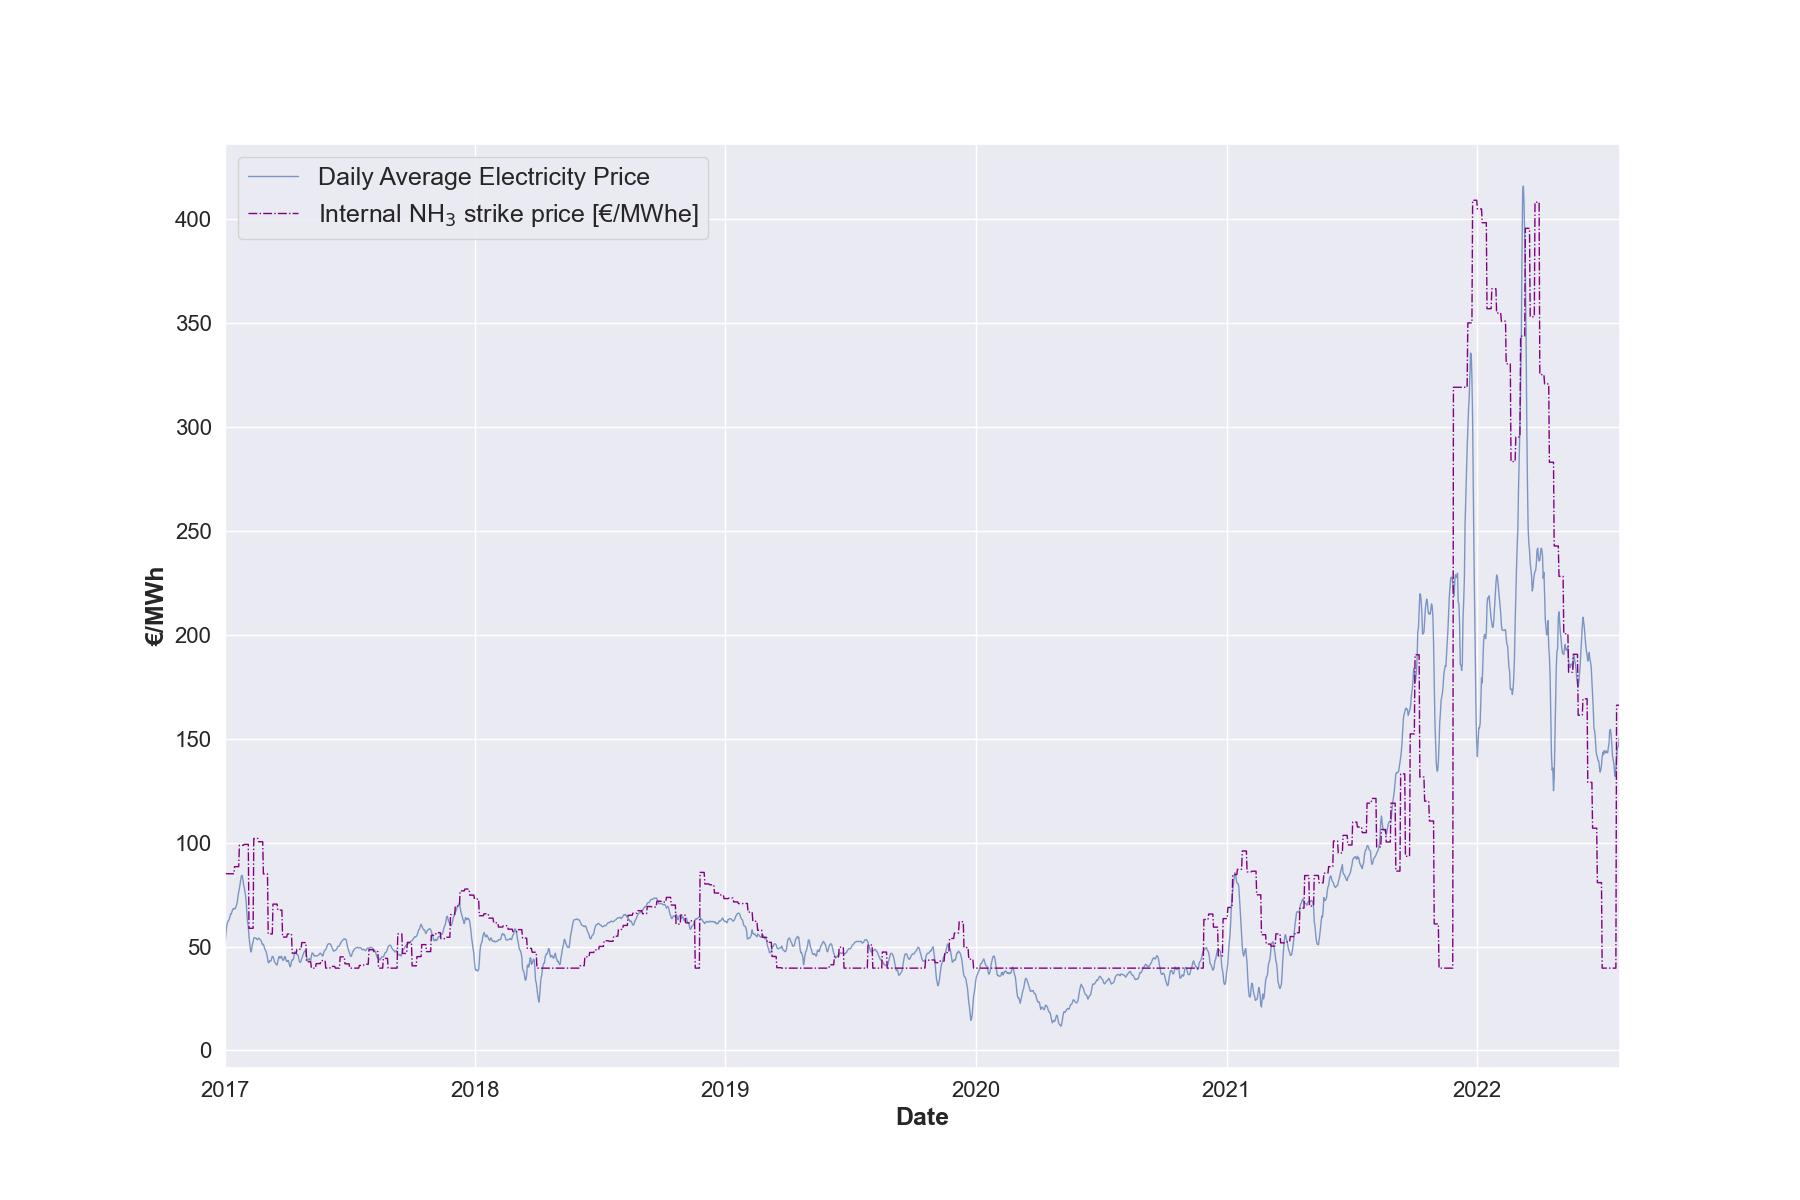 Daily Average Electricity Price
Internal NH₃ strike price [€/MWhe]
400
350
300
250
200
150
100
50
0
€/MWh
2017 2018 2019 2020 2021 2022
Date